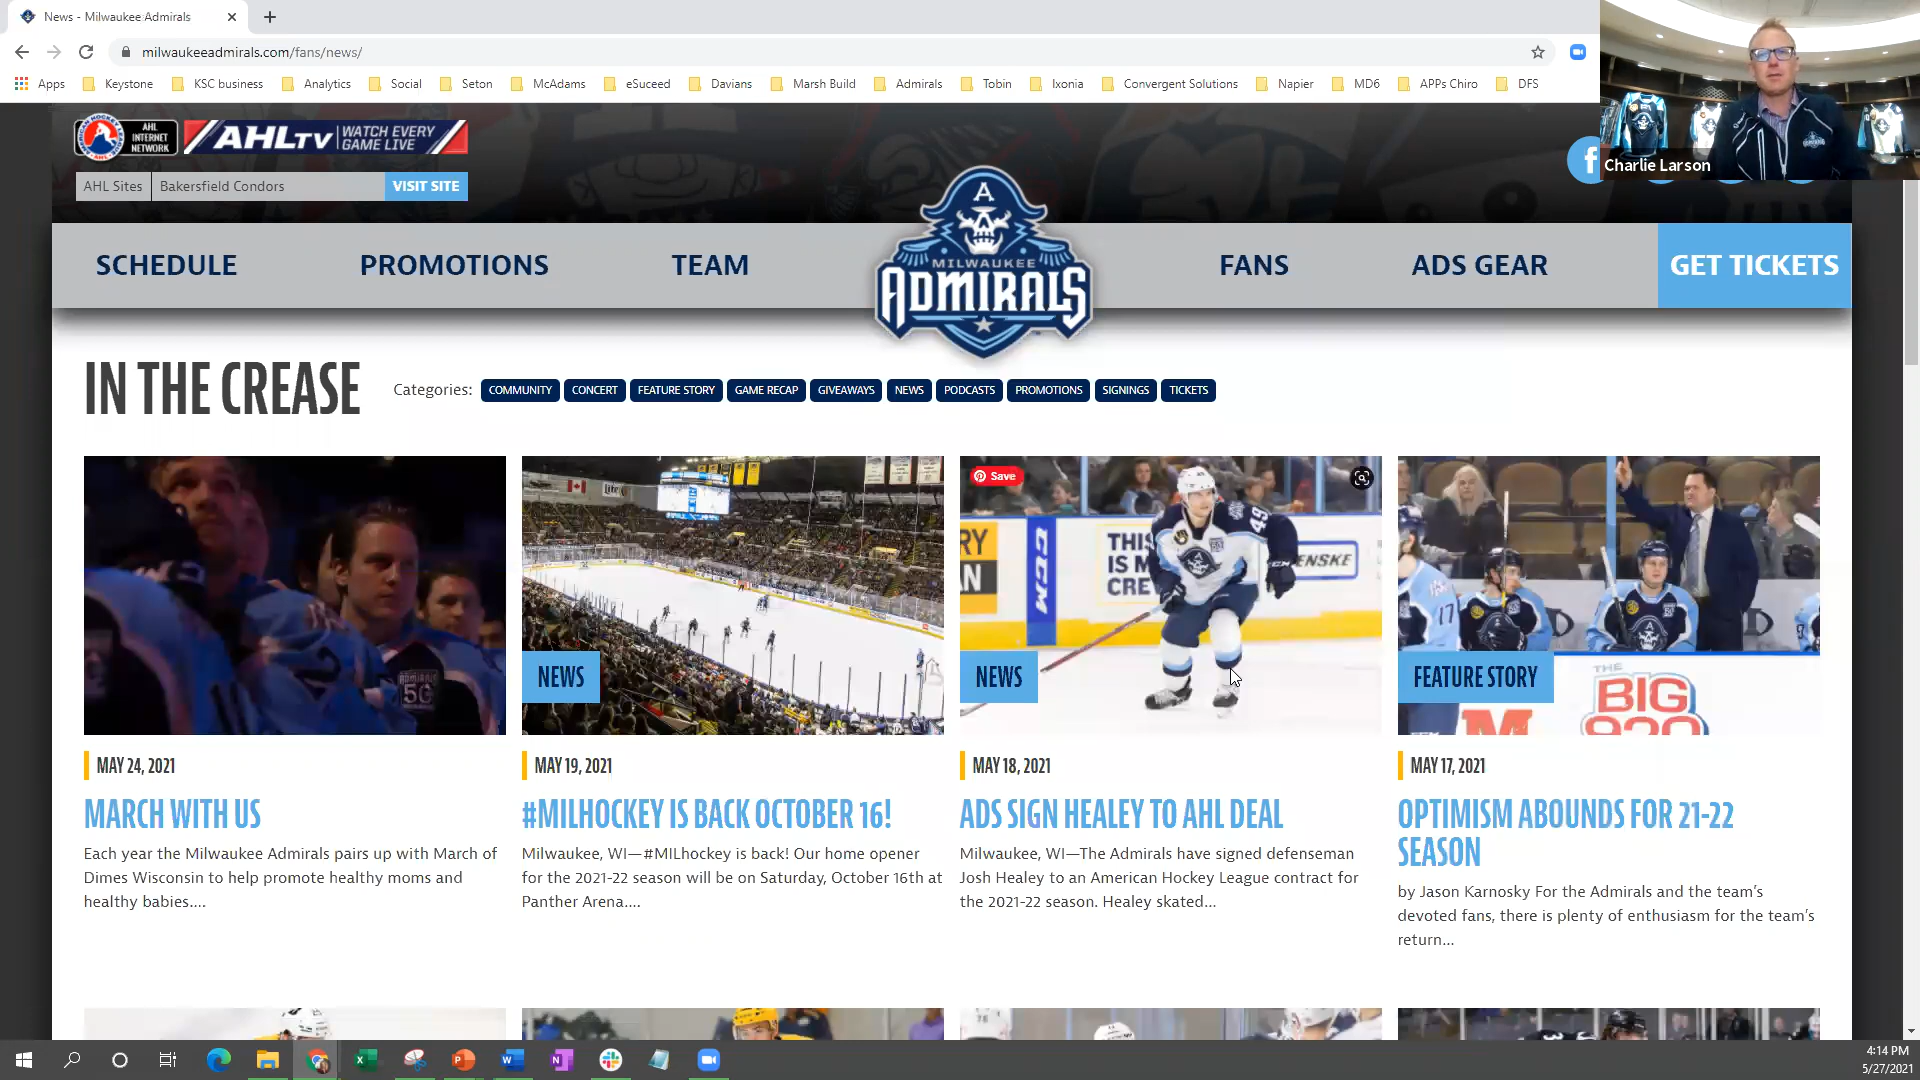 News - Milwaukee Admirals
milwaukeeadmirals.com/fans/news/
Apps Keystone KSC business Analytics Social Seton McAdams eSuceed Davians Marsh Build Admirals Tobin Ixonia Convergent Solutions Napier MD6 APPs Chiro DFS
AHL INTERNET NETWORK
AHLTV WATCH EVERY GAME LIVE
AHL Sites Bakersfield Condors VISIT SITE
Charlie Larson
SCHEDULE PROMOTIONS TEAM
A
MILWAUKEE
ADMIRALS
FANS ADS GEAR GET TICKETS
IN THE CREASE
Categories: COMMUNITY CONCERT FEATURE STORY GAME RECAP GIVEAWAYS NEWS PODCASTS PROMOTIONS SIGNINGS TICKETS
Save
49
CCM
ENSKE
17
ADMIRALS
50
THE
BIG
920
NEWS
NEWS
FEATURE STORY
MAY 24, 2021
MARCH WITH US
Each year the Milwaukee Admirals pairs up with March of
Dimes Wisconsin to help promote healthy moms and
healthy babies....
MAY 19, 2021
#MILHOCKEY IS BACK OCTOBER 16!
Milwaukee, WI—#MILhockey is back! Our home opener
for the 2021-22 season will be on Saturday, October 16th at
Panther Arena....
MAY 18, 2021
ADS SIGN HEALEY TO AHL DEAL
Milwaukee, WI—The Admirals have signed defenseman
Josh Healey to an American Hockey League contract for
the 2021-22 season. Healey skated...
MAY 17, 2021
OPTIMISM ABOUNDS FOR 21-22
SEASON
by Jason Karnosky For the Admirals and the team's
devoted fans, there is plenty of enthusiasm for the team's
return...
4:14 PM
5/27/2021